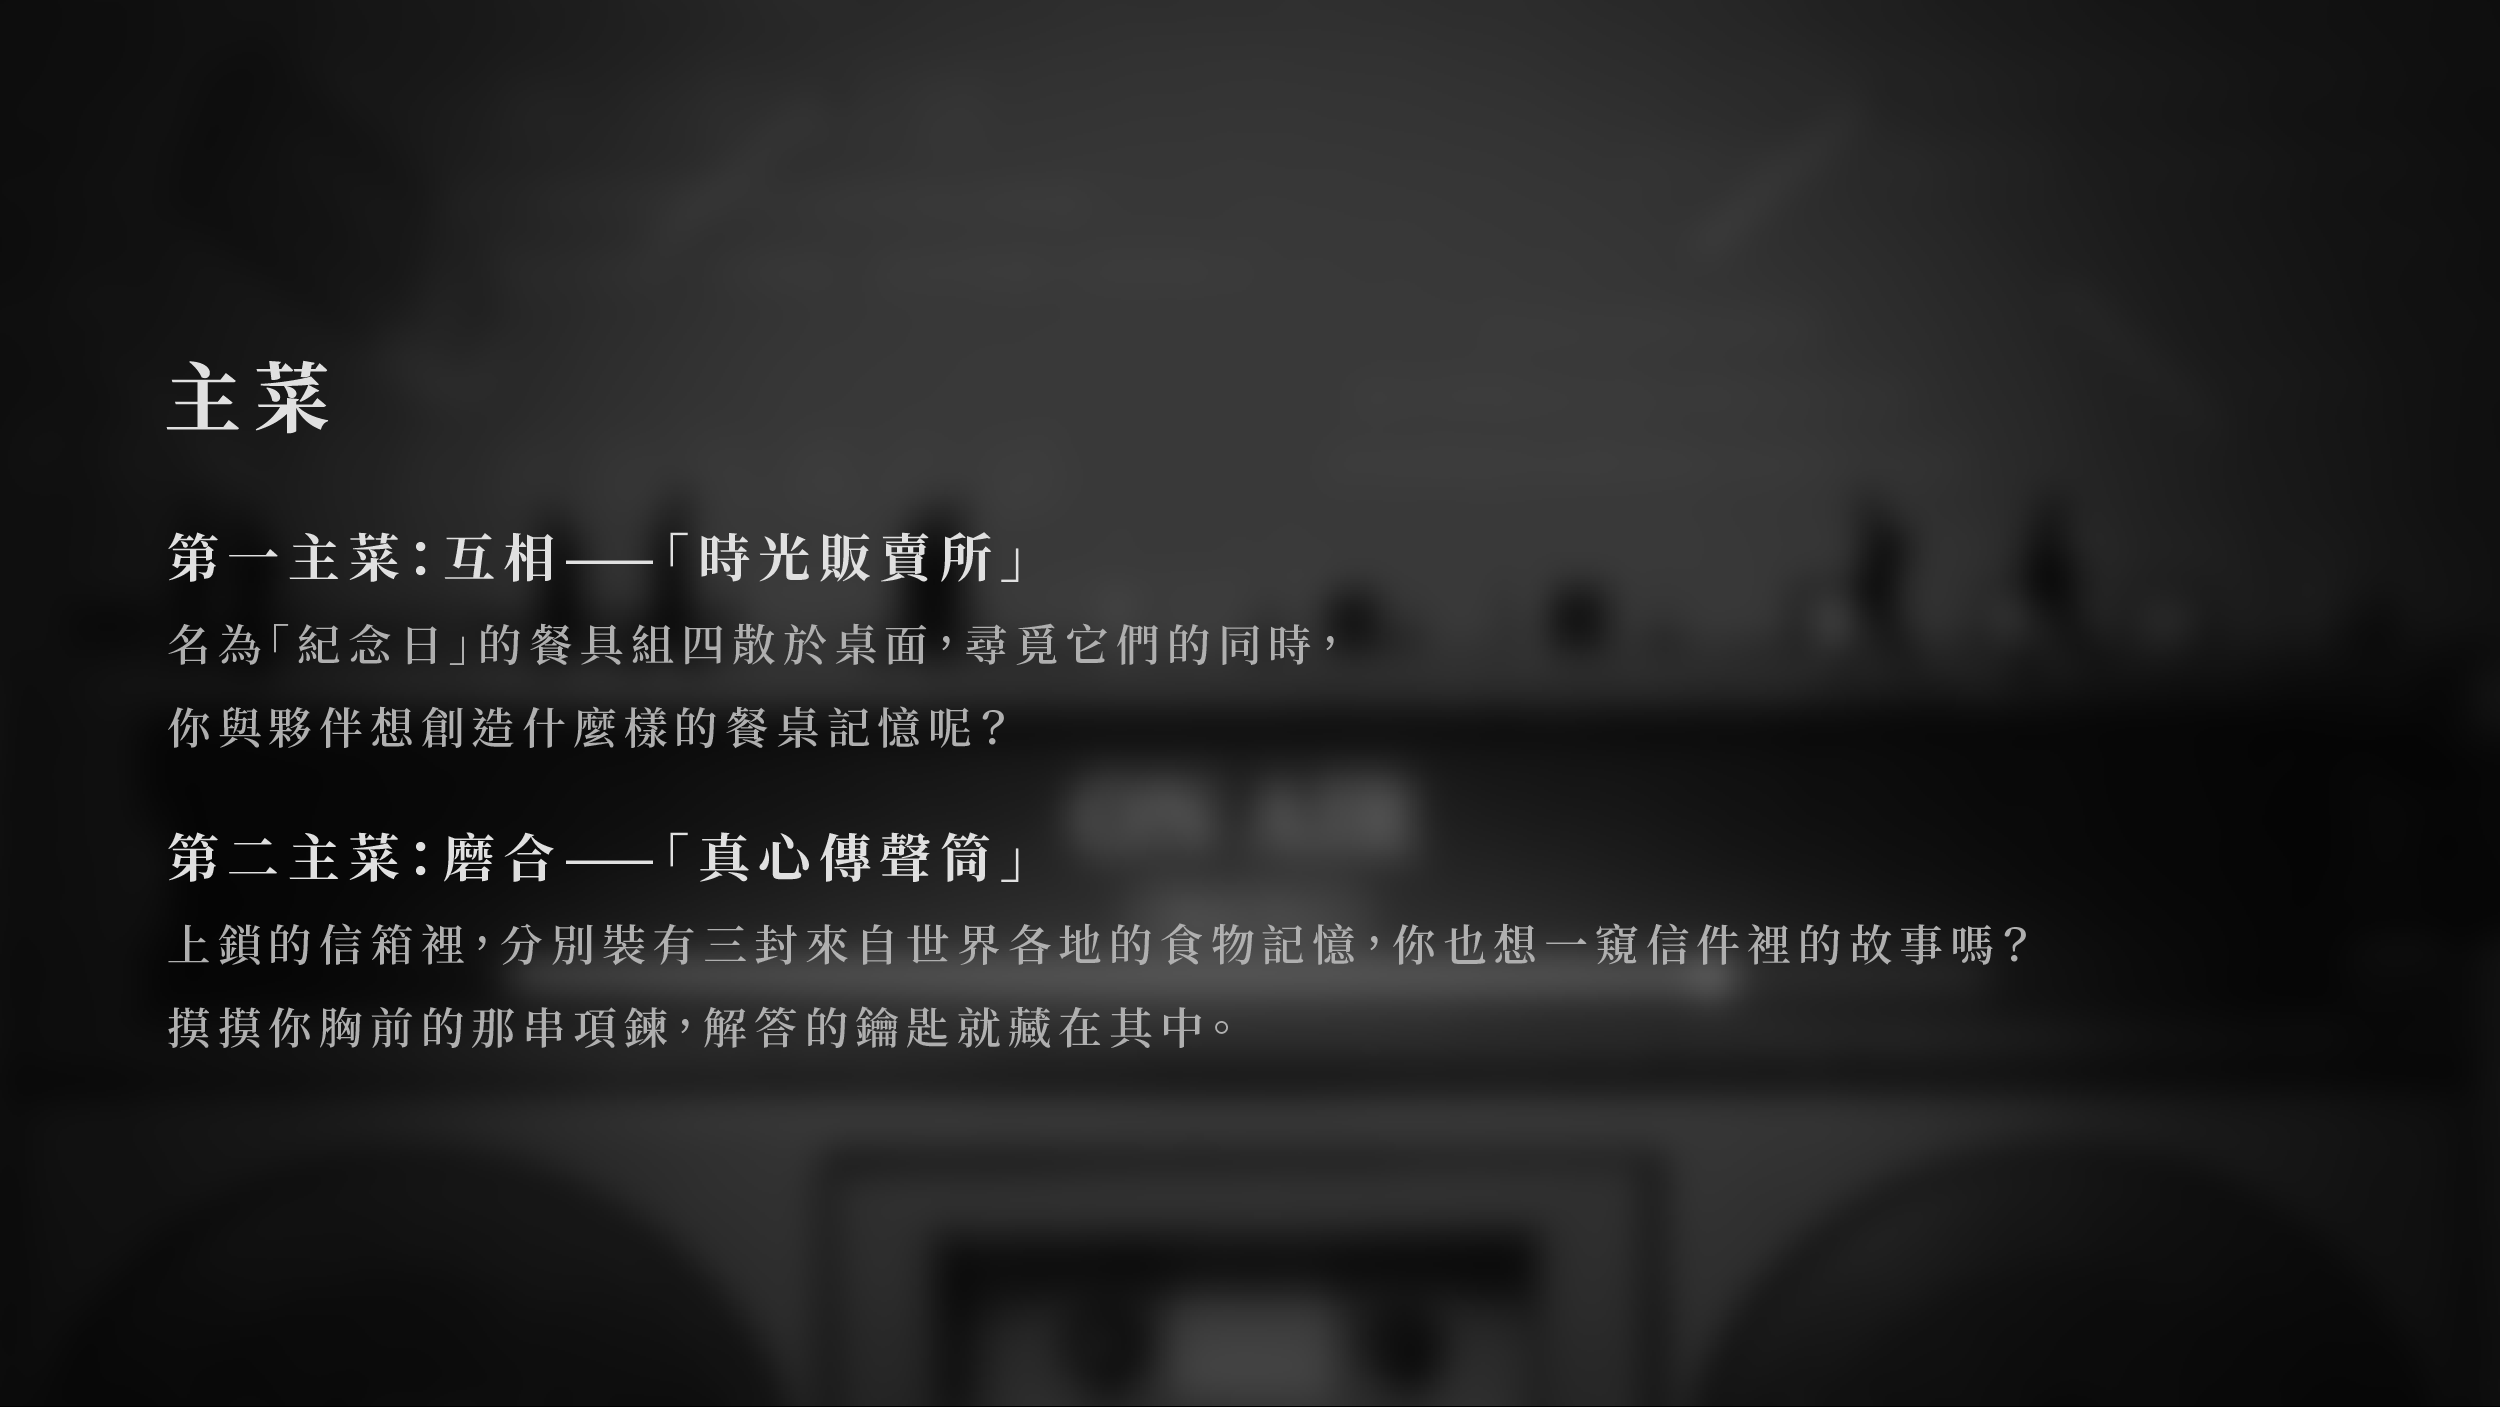 主菜
第一主菜：互相——「時光販賣所」
名為「紀念日」的餐具組四散於桌面，尋覓它們的同時，
你與夥伴想創造什麼樣的餐桌記憶呢？
第二主菜：磨合——「真心傳聲筒」
上鎖的信箱裡，分別裝有三封來自世界各地的食物記憶，你也想一窺信件裡的故事嗎？
摸摸你胸前的那串項鍊，解答的鑰匙就藏在其中。